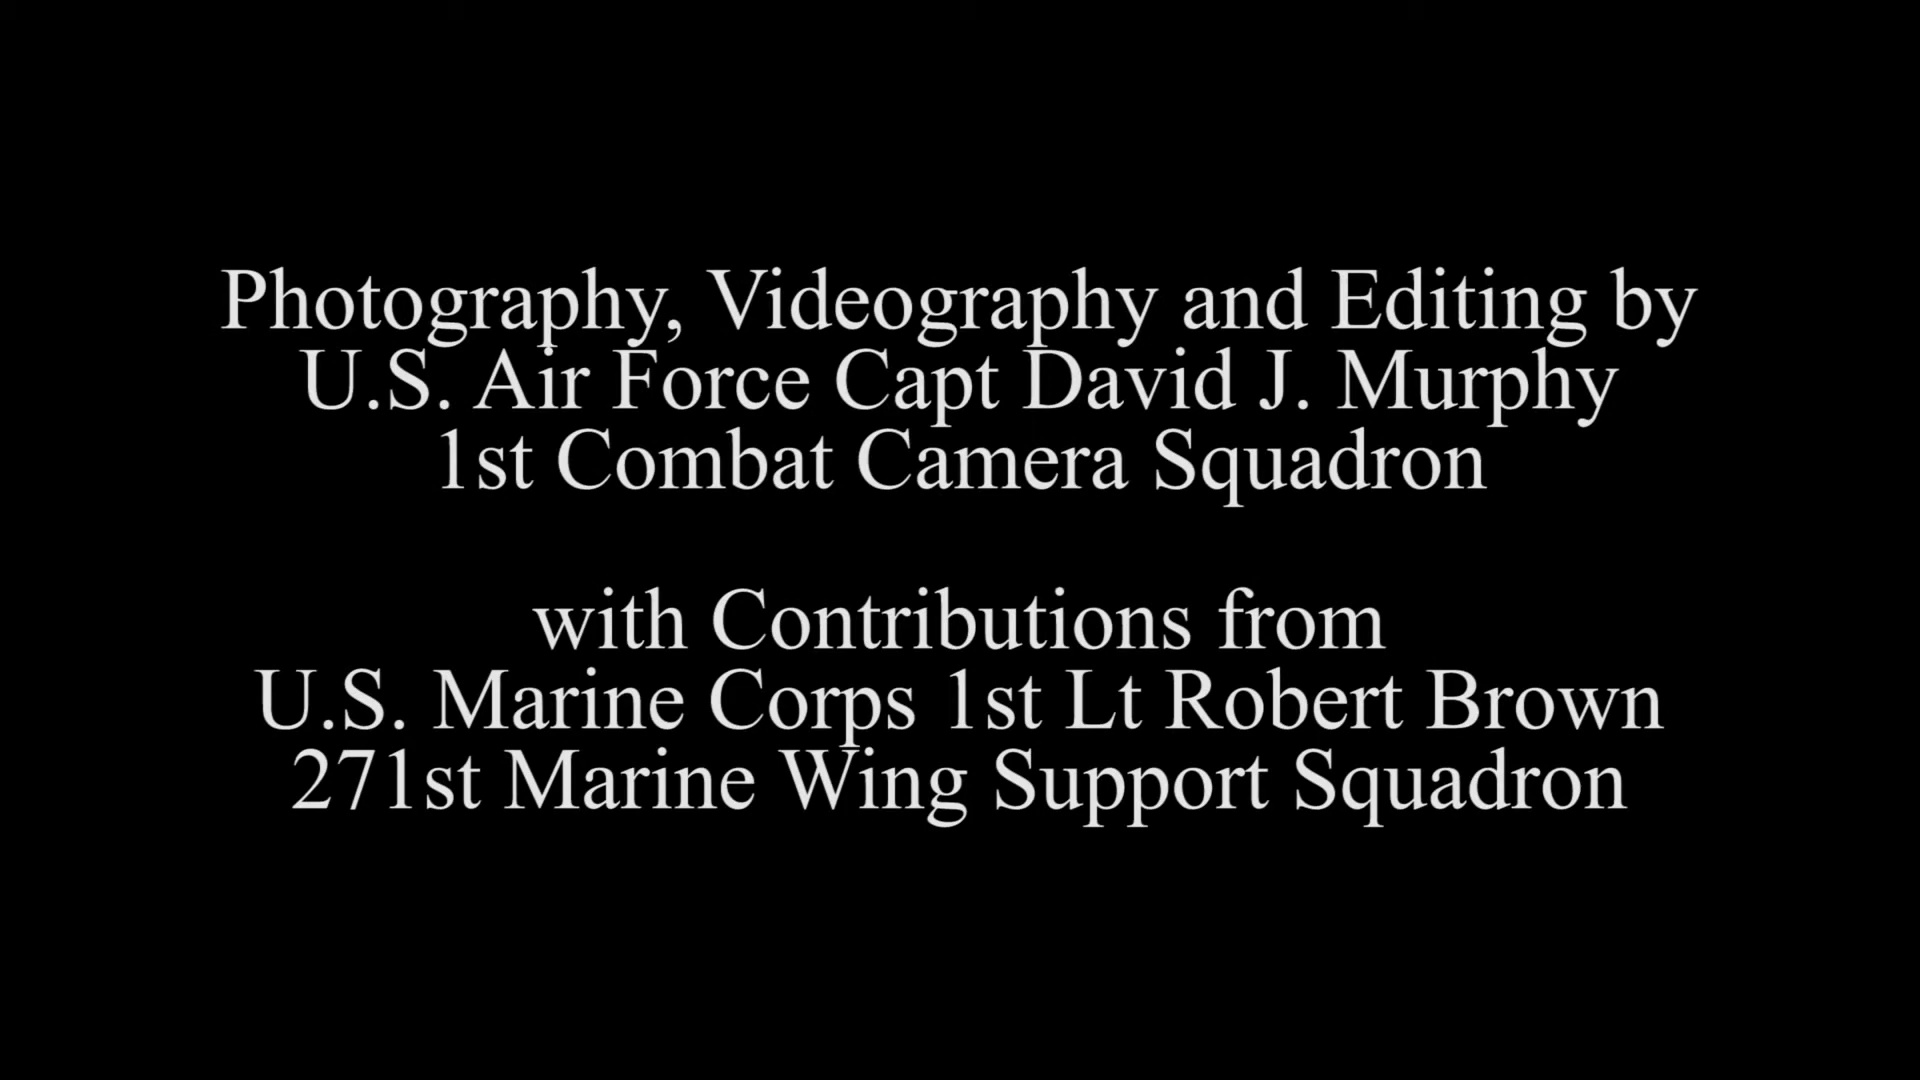 Photography, Videography and Editing by
U.S. Air Force Capt David J. Murphy
1st Combat Camera Squadron
with Contributions from
U.S. Marine Corps 1st Lt Robert Brown
271st Marine Wing Support Squadron